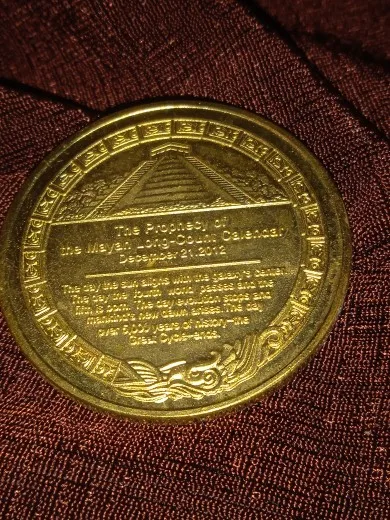 The Prophecy of
the Mayan Long-Count Calendar
December 21, 2012
The day the sun aligns with the galaxy's center.
The day the "fourth" world passes and the
fifth is born. The day evolution stops and
mankind's new dawn arises. The day
over 5,000 years of history—the
Great Cycle—ends.